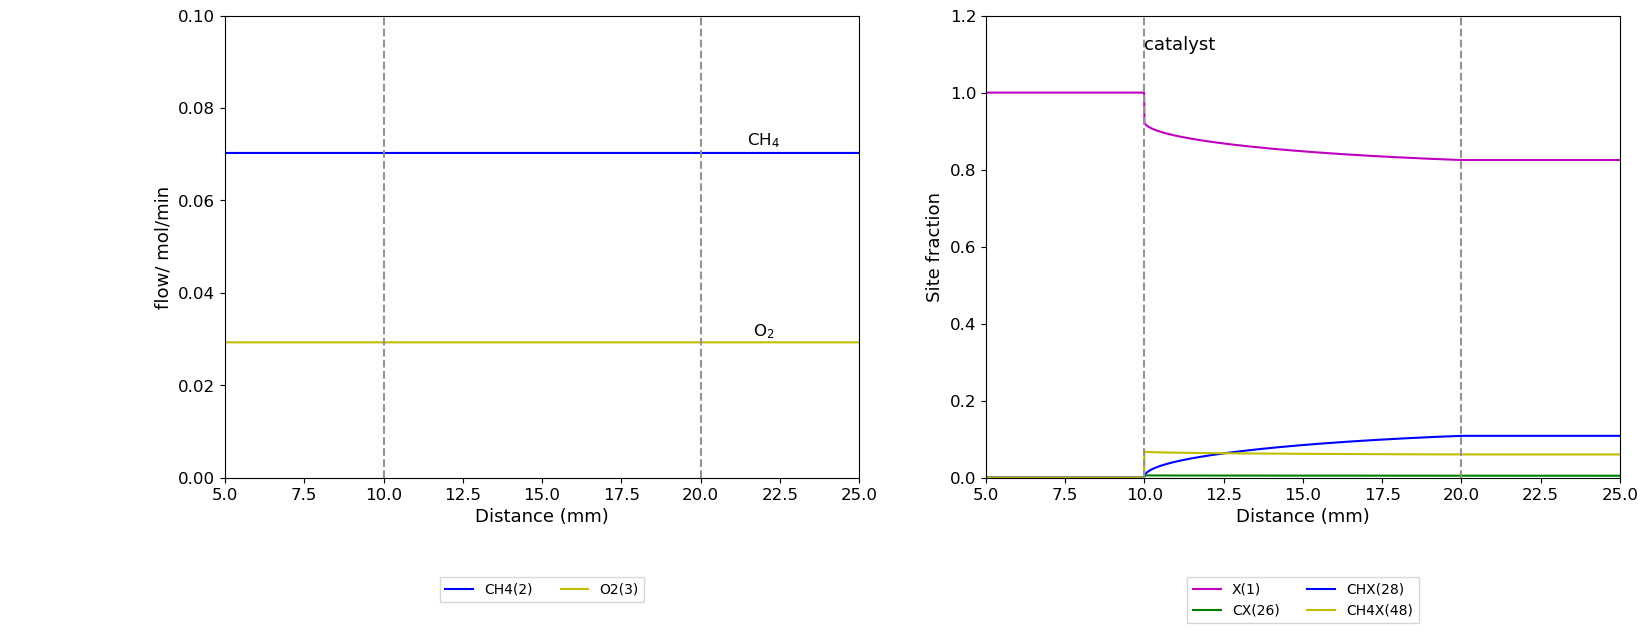 0.10
0.08
0.06
0.04
0.02
0.00
flow/ mol/min
CH₄
O₂
5.0 7.5 10.0 12.5 15.0 17.5 20.0 22.5 25.0
Distance (mm)
CH4(2) O2(3)
1.2
1.0
0.8
0.6
0.4
0.2
0.0
Site fraction
catalyst
5.0 7.5 10.0 12.5 15.0 17.5 20.0 22.5 25.0
Distance (mm)
X(1) CHX(28)
CX(26) CH4X(48)